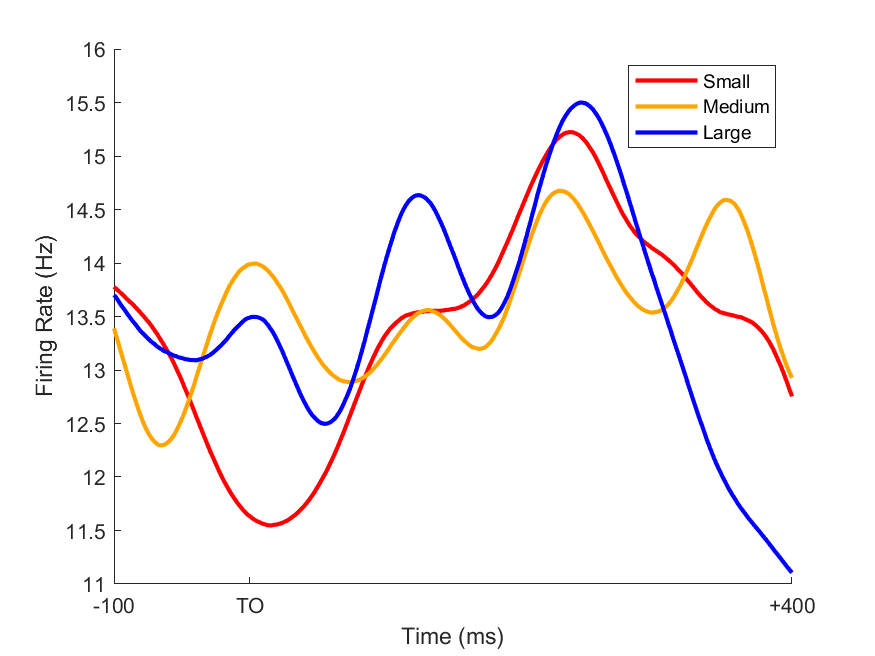 16
15.5
15
14.5
14
13.5
13
12.5
12
11.5
11
Firing Rate (Hz)
-100
TO
+400
Time (ms)
Small
Medium
Large